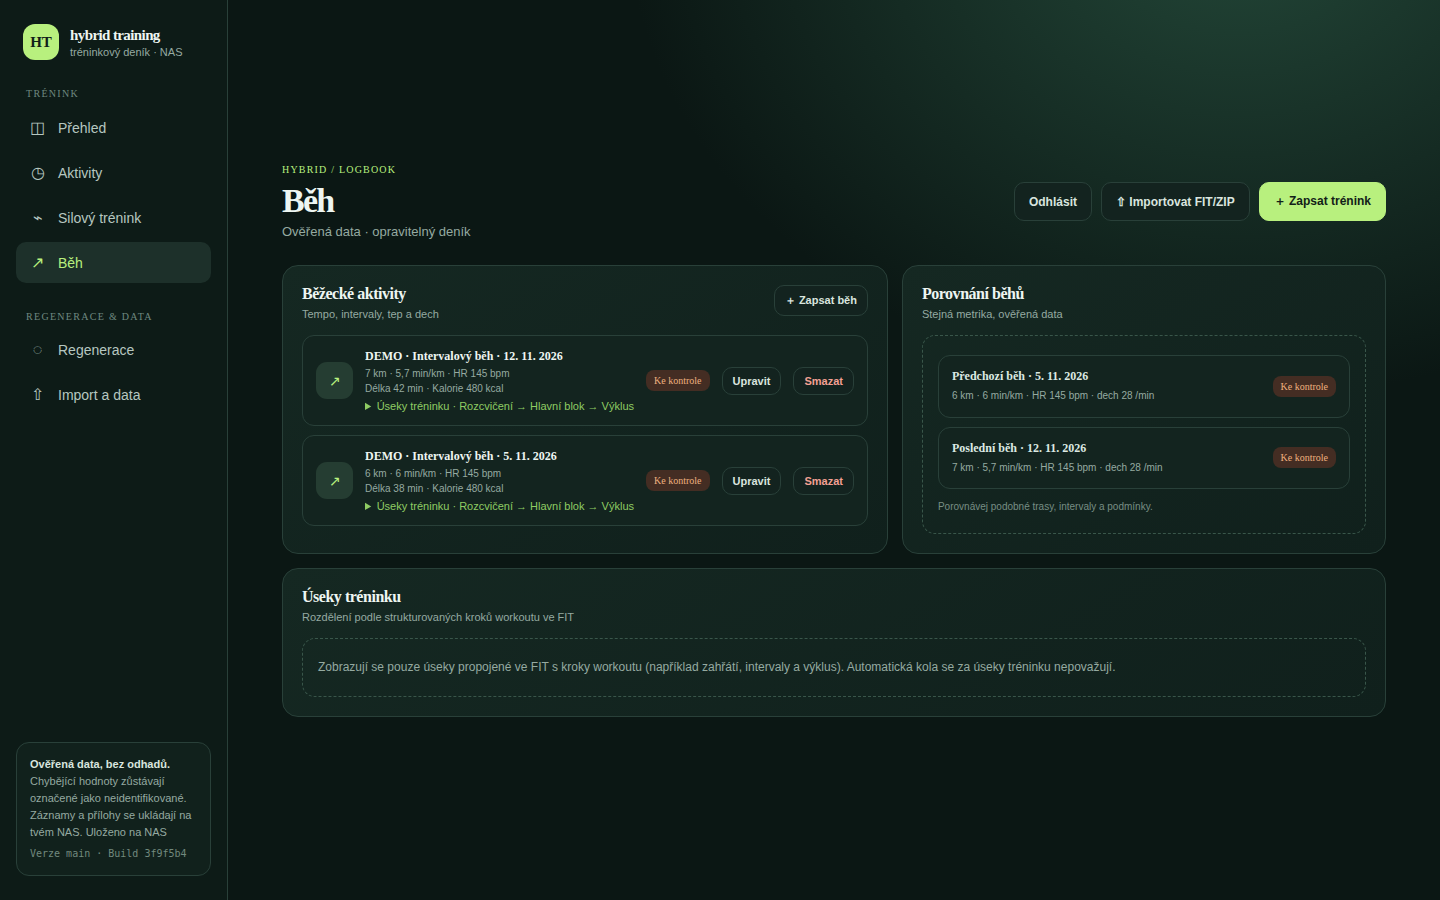 HT
hybrid training
tréninkový deník · NAS
TRÉNINK
Přehled
Aktivity
Silový trénink
Běh
REGENERACE & DATA
Regenerace
Import a data
Ověřená data, bez odhadů.
Chybějící hodnoty zůstávají
označené jako neidentifikované.
Záznamy a přílohy se ukládají na
tvém NAS. Uloženo na NAS
Verze main · Build 3f9f5b4
HYBRID / LOGBOOK
Běh
Ověřená data · opravitelný deník
Odhlásit
⇧ Importovat FIT/ZIP
+ Zapsat trénink
Běžecké aktivity
Tempo, intervaly, tep a dech
+ Zapsat běh
DEMO · Intervalový běh · 12. 11. 2026
7 km · 5,7 min/km · HR 145 bpm
Délka 42 min · Kalorie 480 kcal
▶ Úseky tréninku · Rozcvičení → Hlavní blok → Výklus
Ke kontrole
Upravit
Smazat
DEMO · Intervalový běh · 5. 11. 2026
6 km · 6 min/km · HR 145 bpm
Délka 38 min · Kalorie 480 kcal
▶ Úseky tréninku · Rozcvičení → Hlavní blok → Výklus
Ke kontrole
Upravit
Smazat
Porovnání běhů
Stejná metrika, ověřená data
Předchozí běh · 5. 11. 2026
6 km · 6 min/km · HR 145 bpm · dech 28 /min
Ke kontrole
Poslední běh · 12. 11. 2026
7 km · 5,7 min/km · HR 145 bpm · dech 28 /min
Ke kontrole
Porovnávej podobné trasy, intervaly a podmínky.
Úseky tréninku
Rozdělení podle strukturovaných kroků workoutu ve FIT
Zobrazují se pouze úseky propojené ve FIT s kroky workoutu (například zahřátí, intervaly a výklus). Automatická kola se za úseky tréninku nepovažují.